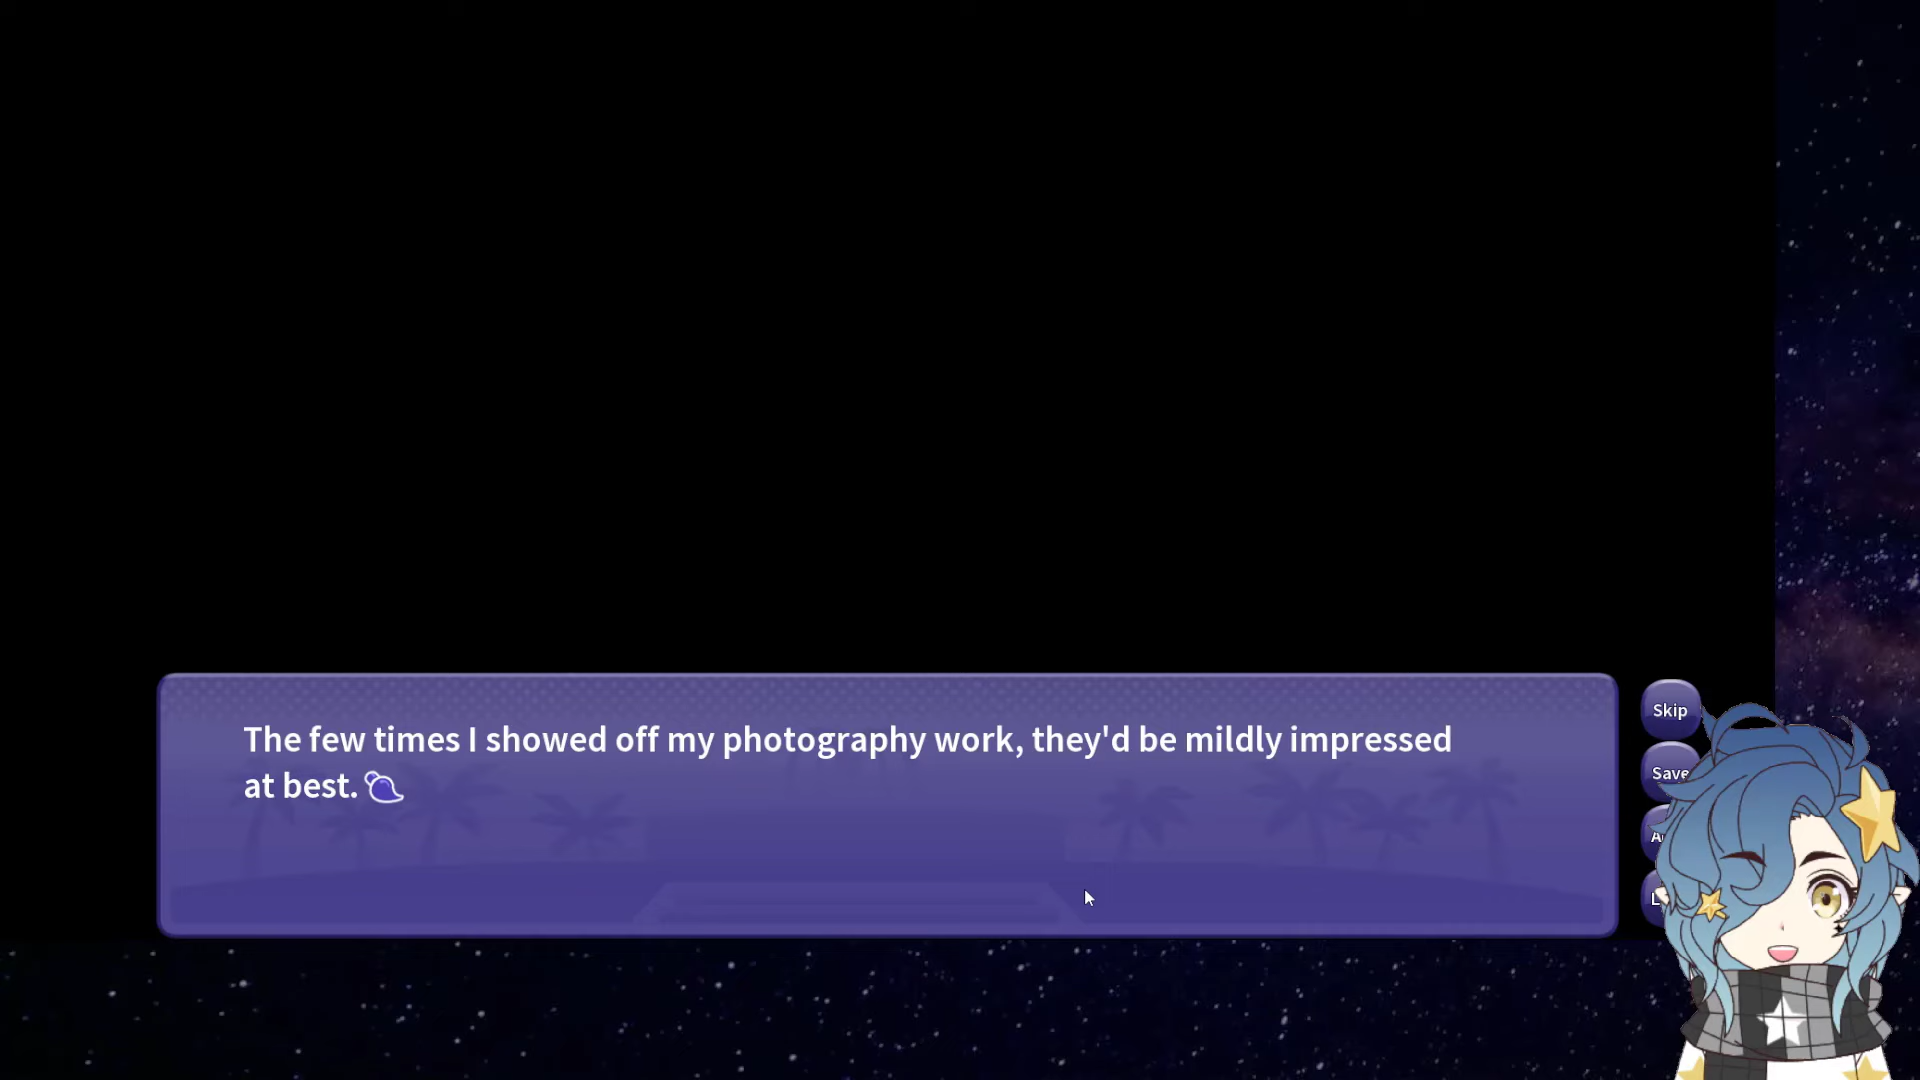 The few times I showed off my photography work, they'd be mildly impressed
at best.
Skip
Save